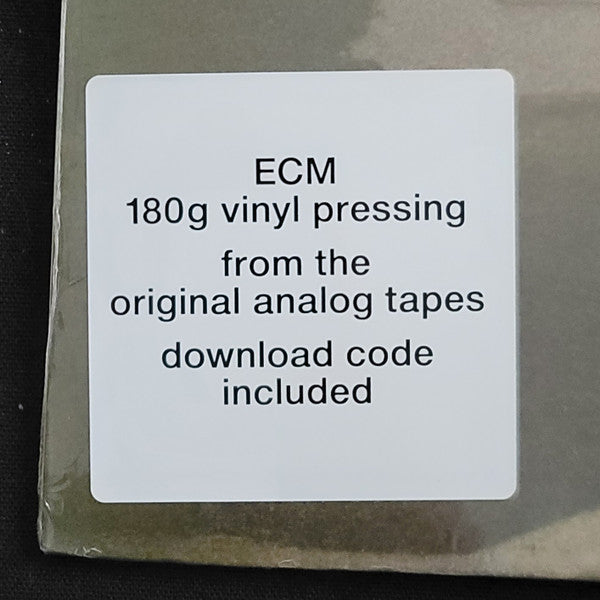 ECM
180g vinyl pressing
from the
original analog tapes
download code
included